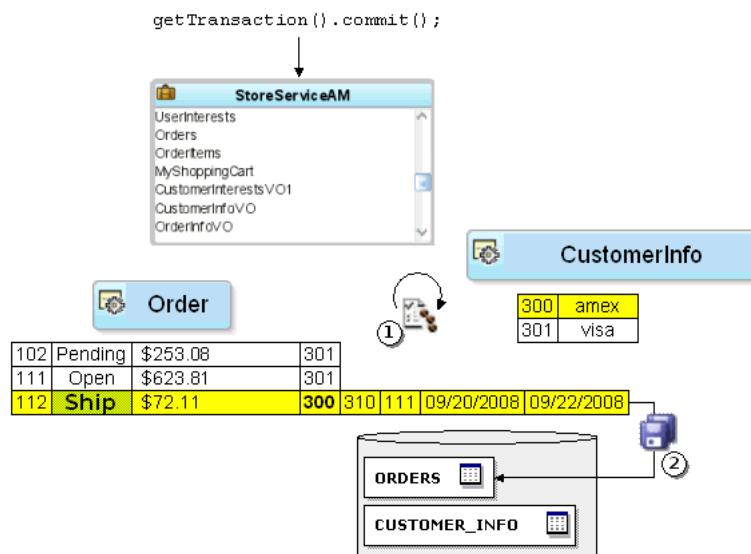 getTransaction().commit();
StoreServiceAM
UserInterests
Orders
OrderItems
MyShoppingCart
CustomerInterestsVO1
CustomerInfoVO
OrderInfoVO
CustomerInfo
300 amex
301 visa
Order
1
102 Pending $253.08 301
111 Open $623.81 301
112 Ship $72.11 300 310 111 09/20/2008 09/22/2008
2
ORDERS
CUSTOMER_INFO